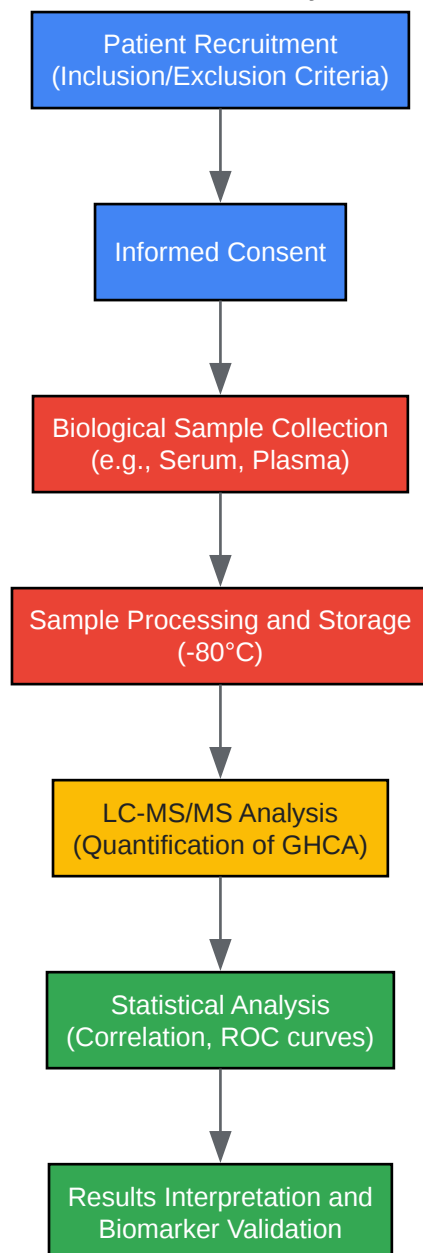 Patient Recruitment
(Inclusion/Exclusion Criteria)
Informed Consent
Biological Sample Collection
(e.g., Serum, Plasma)
Sample Processing and Storage
(-80°C)
LC-MS/MS Analysis
(Quantification of GHCA)
Statistical Analysis
(Correlation, ROC curves)
Results Interpretation and
Biomarker Validation